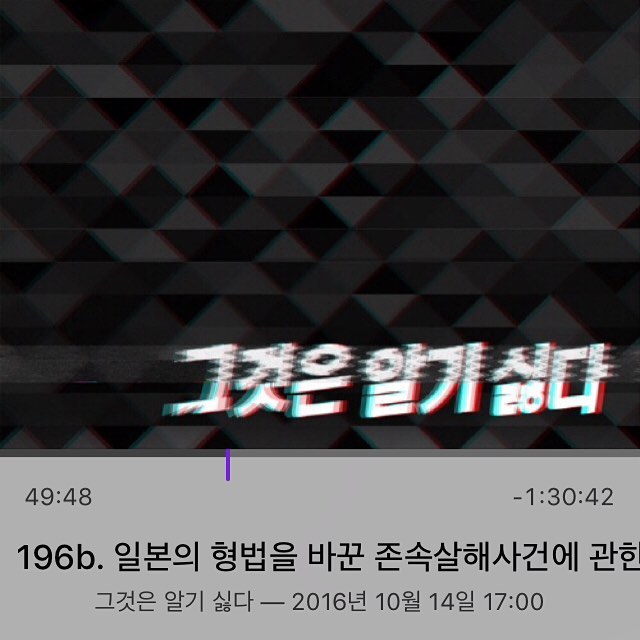 그것은 알기 싫다
49:48
-1:30:42
196b. 일본의 형법을 바꾼 존속살해사건에 관한
그것은 알기 싫다 — 2016년 10월 14일 17:00